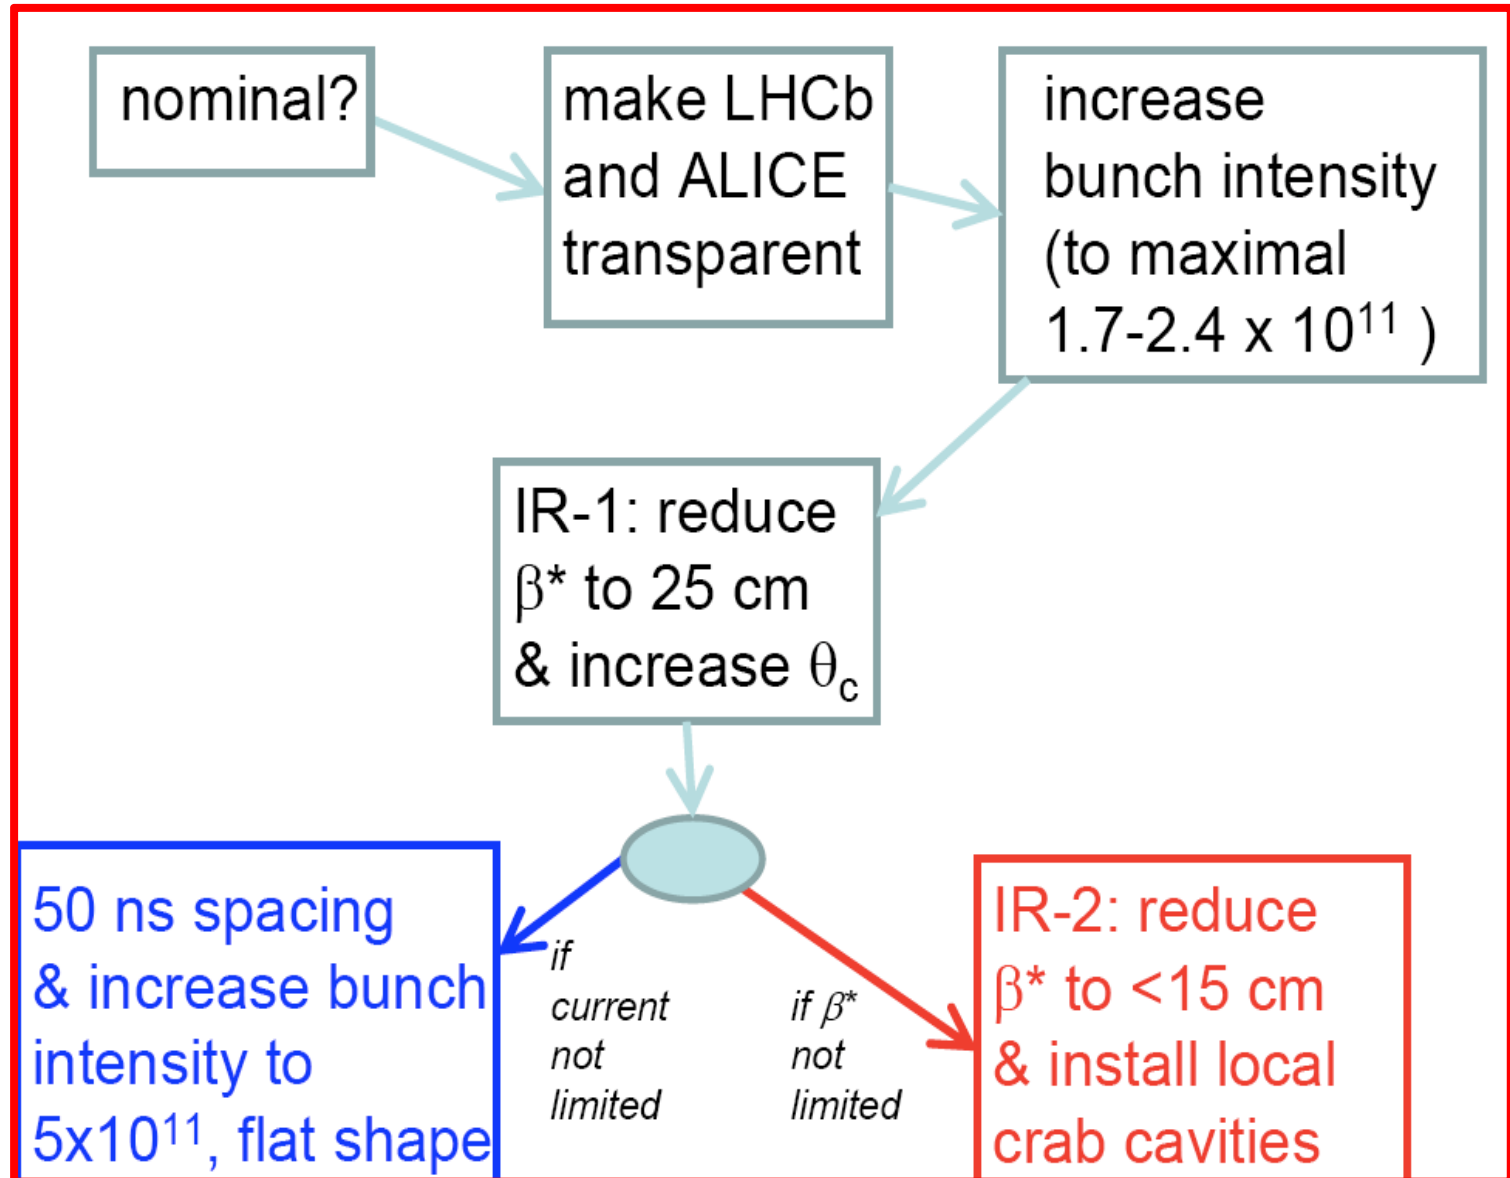 nominal?
make LHCb
and ALICE
transparent
increase
bunch intensity
(to maximal
1.7-2.4 x 10¹¹ )
IR-1: reduce
β* to 25 cm
& increase θc
50 ns spacing
& increase bunch
intensity to
5x10¹¹, flat shape
if
current
not
limited
if β*
not
limited
IR-2: reduce
β* to <15 cm
& install local
crab cavities